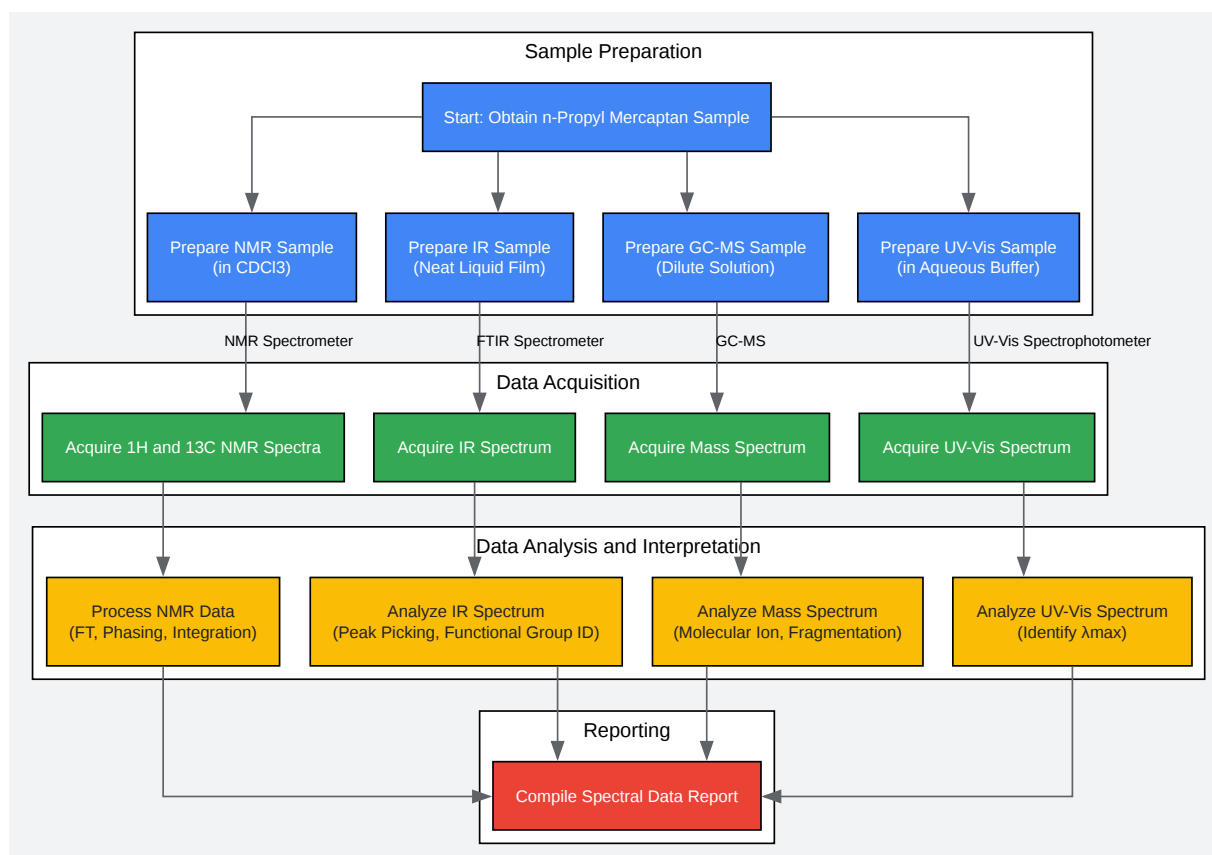 Sample Preparation
Start: Obtain n-Propyl Mercaptan Sample
Prepare NMR Sample
(in CDCl3)
Prepare IR Sample
(Neat Liquid Film)
Prepare GC-MS Sample
(Dilute Solution)
Prepare UV-Vis Sample
(in Aqueous Buffer)
NMR Spectrometer
FTIR Spectrometer
GC-MS
UV-Vis Spectrophotometer
Data Acquisition
Acquire 1H and 13C NMR Spectra
Acquire IR Spectrum
Acquire Mass Spectrum
Acquire UV-Vis Spectrum
Data Analysis and Interpretation
Process NMR Data
(FT, Phasing, Integration)
Analyze IR Spectrum
(Peak Picking, Functional Group ID)
Analyze Mass Spectrum
(Molecular Ion, Fragmentation)
Analyze UV-Vis Spectrum
(Identify λmax)
Reporting
Compile Spectral Data Report